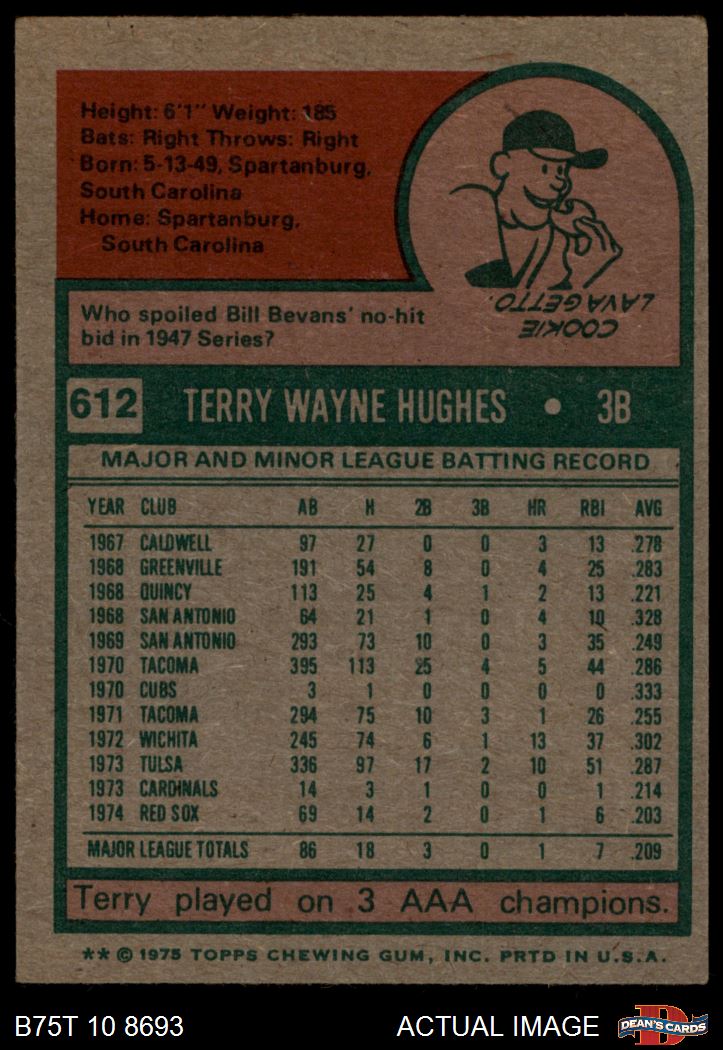 Height: 6'1" Weight: 185
Bats: Right Throws: Right
Born: 5-13-49, Spartanburg,
South Carolina
Home: Spartanburg,
South Carolina
COOKIE
LAVAGETTO.
Who spoiled Bill Bevans' no-hit
bid in 1947 Series?
612 TERRY WAYNE HUGHES • 3B
MAJOR AND MINOR LEAGUE BATTING RECORD
YEAR CLUB AB H 2B 3B HR RBI AVG
1967 CALDWELL 97 27 0 0 3 13 .278
1968 GREENVILLE 191 54 8 0 4 25 .283
1968 QUINCY 113 25 4 1 2 13 .221
1968 SAN ANTONIO 64 21 1 0 4 10 .328
1969 SAN ANTONIO 293 73 10 0 3 35 .249
1970 TACOMA 395 113 25 4 5 44 .286
1970 CUBS 3 1 0 0 0 0 .333
1971 TACOMA 294 75 10 3 1 26 .255
1972 WICHITA 245 74 6 1 13 37 .302
1973 TULSA 336 97 17 2 10 51 .287
1973 CARDINALS 14 3 1 0 0 1 .214
1974 RED SOX 69 14 2 0 1 6 .203
MAJOR LEAGUE TOTALS 86 18 3 0 1 7 .209
Terry played on 3 AAA champions.
** © 1975 TOPPS CHEWING GUM, INC. PRTD IN U.S.A.
B75T 10 8693 ACTUAL IMAGE D DEAN'S CARDS